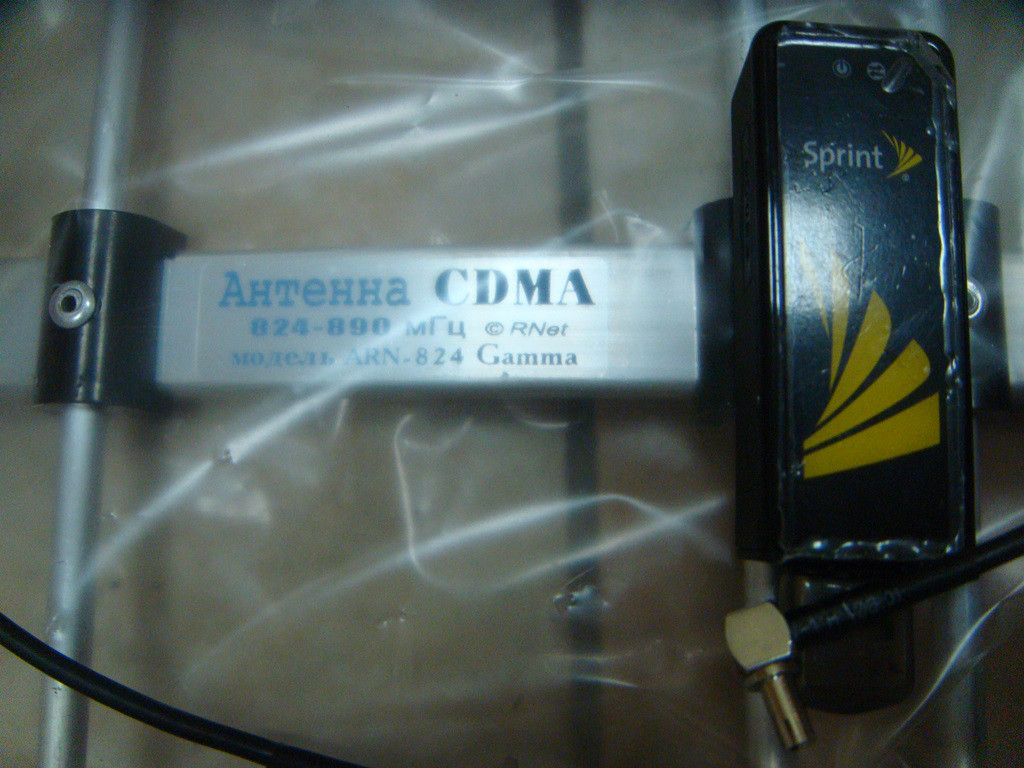 Антенна CDMA
824-890 мГц © RNet
модель ARN-824 Gamma
Sprint